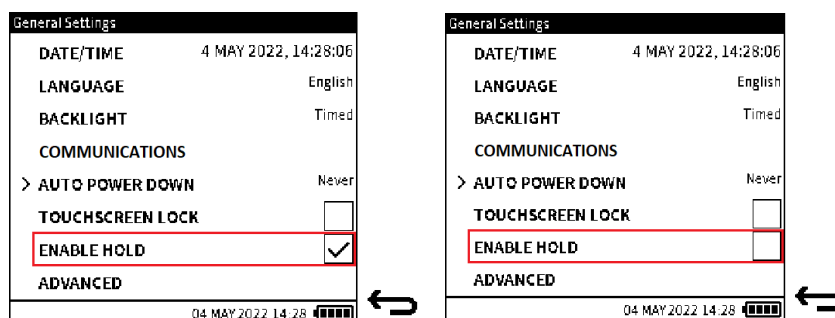 General Settings
DATE/TIME 4 MAY 2022, 14:28:06
LANGUAGE English
BACKLIGHT Timed
COMMUNICATIONS
> AUTO POWER DOWN Never
TOUCHSCREEN LOCK
ENABLE HOLD
ADVANCED
04 MAY 2022 14:28
General Settings
DATE/TIME 4 MAY 2022, 14:28:06
LANGUAGE English
BACKLIGHT Timed
COMMUNICATIONS
> AUTO POWER DOWN Never
TOUCHSCREEN LOCK
ENABLE HOLD
ADVANCED
04 MAY 2022 14:28